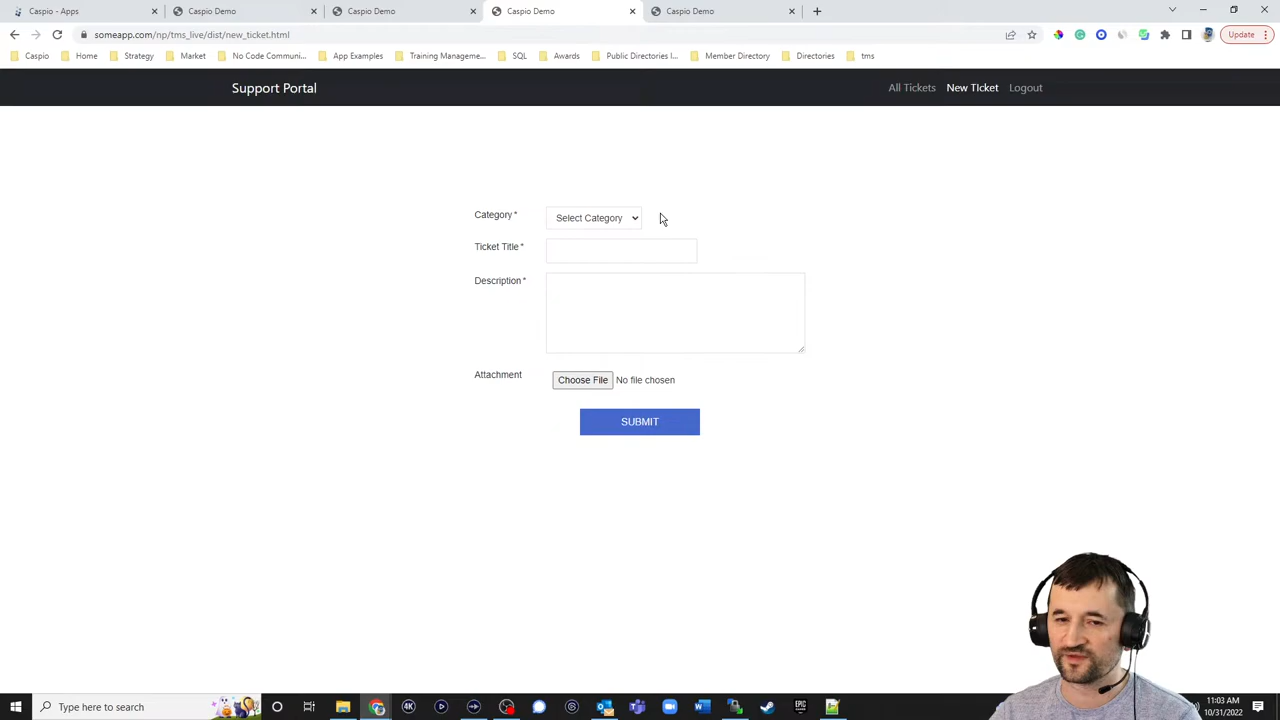 Caspio - Apps
Caspio Demo
Caspio Demo
Caspio Demo
Caspio Demo
someapp.com/np/tms_live/dist/new_ticket.html
Update
Caspio
Home
Strategy
Market
No Code Communi...
App Examples
Training Manageme...
SQL
Awards
Public Directories I...
Member Directory
Directories
tms
Support Portal
All Tickets
New TIcket
Logout
Category*
Select Category
Ticket Title*
Description*
Attachment
Choose File No file chosen
SUBMIT
Type here to search
4K
EPIC
11:03 AM
10/31/2022